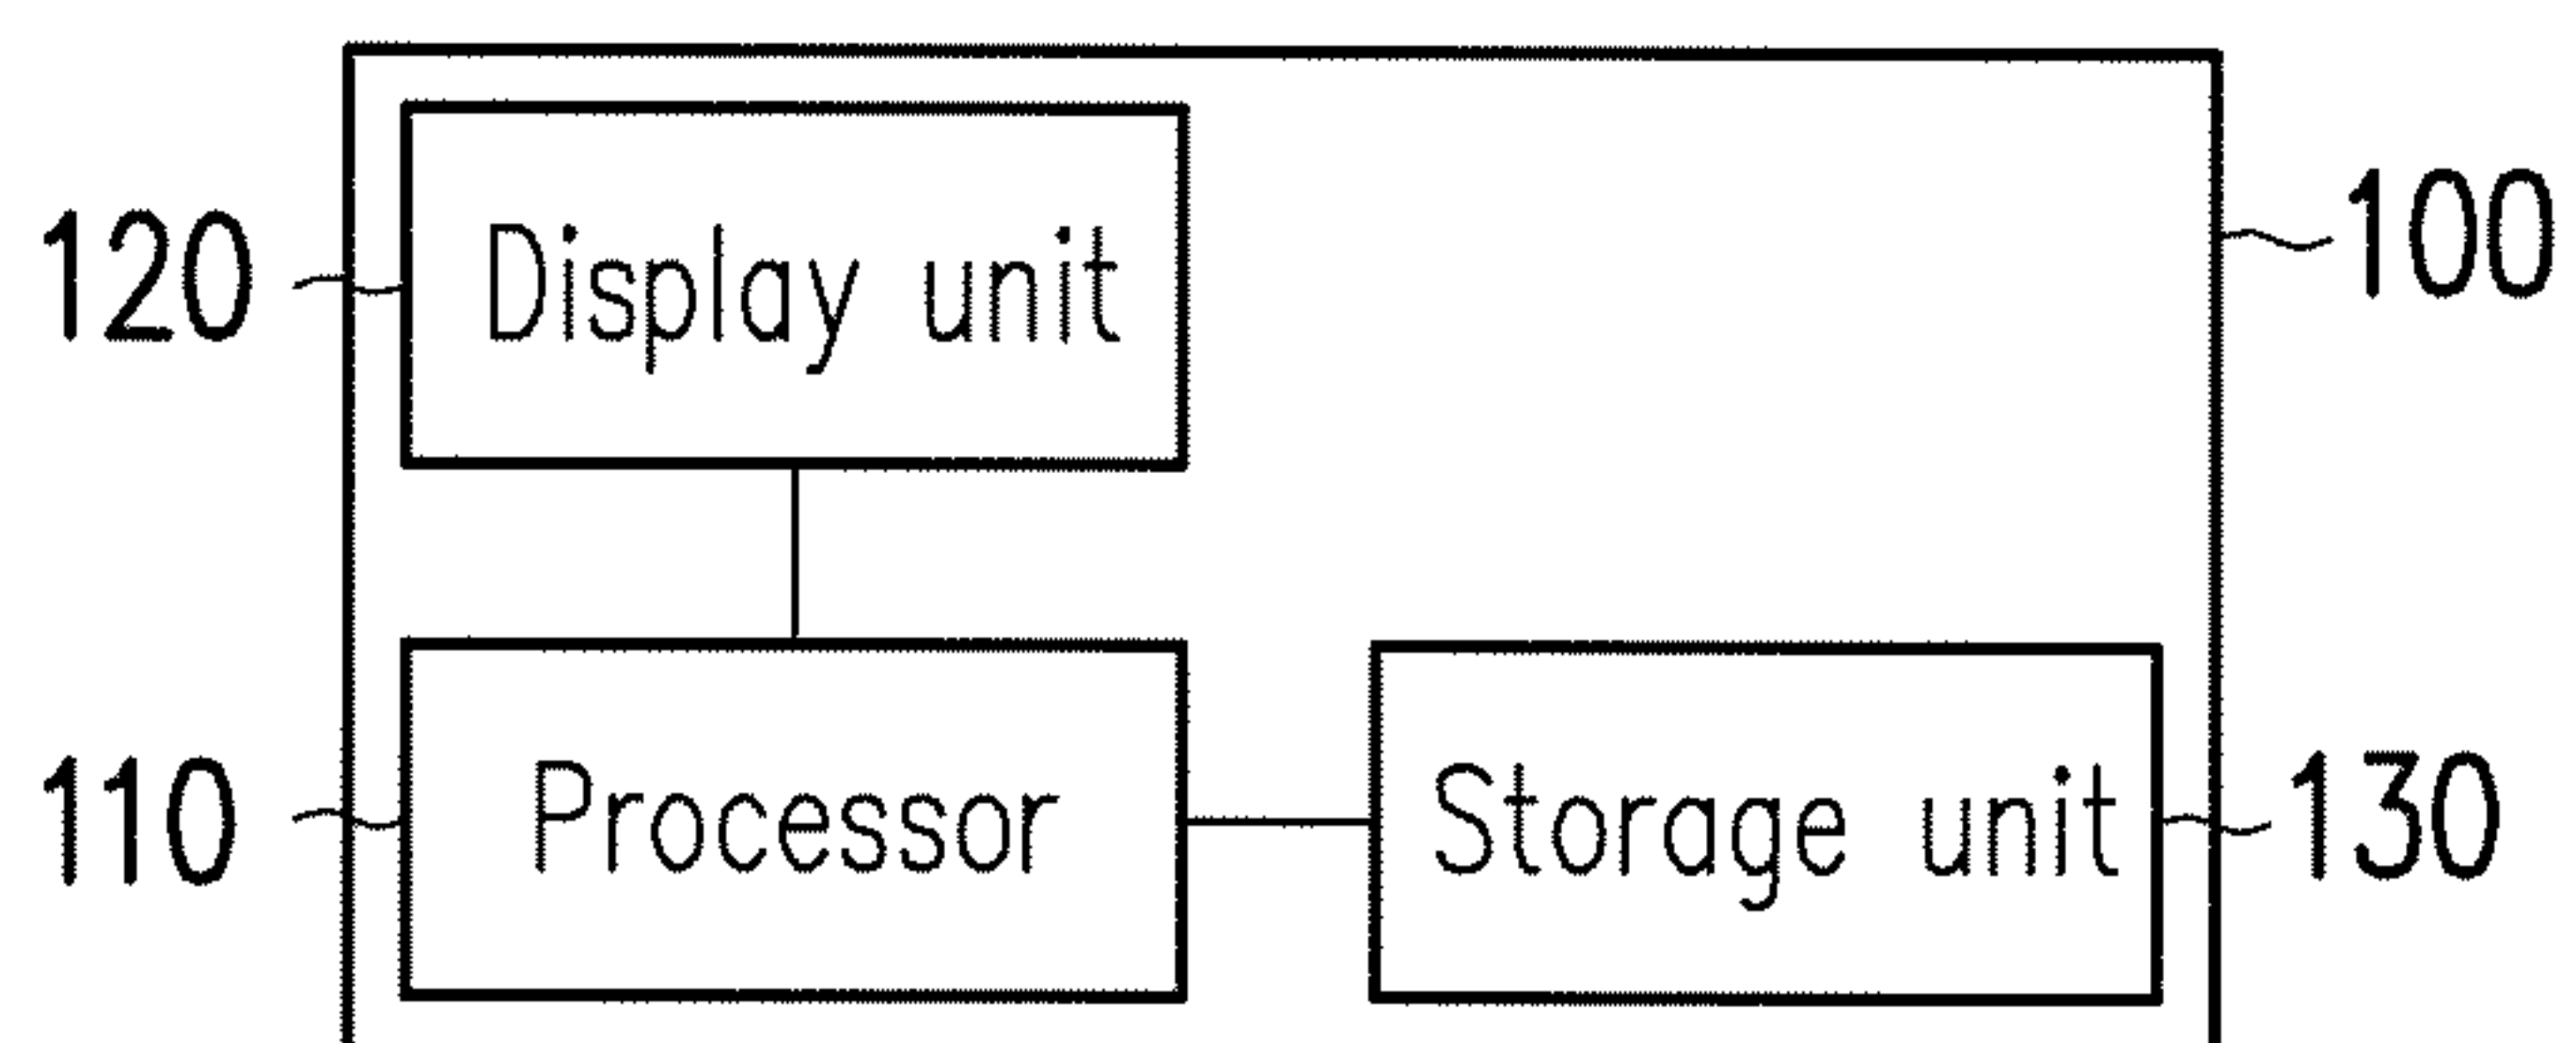 120 Display unit 100
110 Processor Storage unit 130